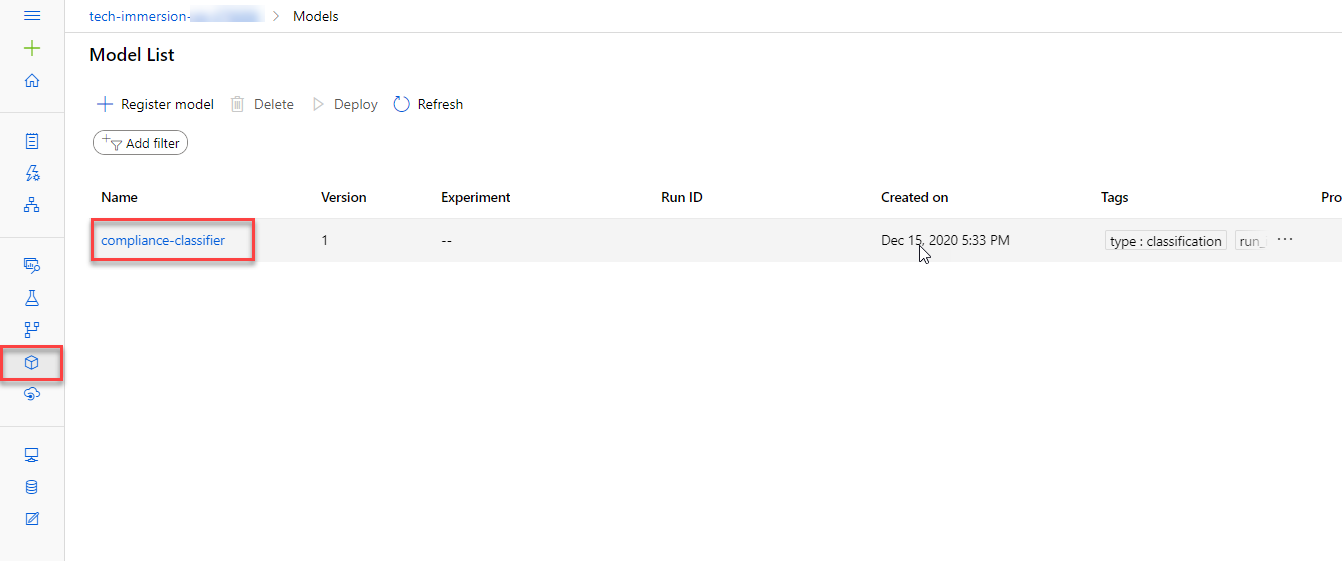 tech-immersion- > Models
Model List
Register model Delete Deploy Refresh
Add filter
Name Version Experiment Run ID Created on Tags Pro
compliance-classifier 1 -- Dec 15, 2020 5:33 PM type : classification run_ ...